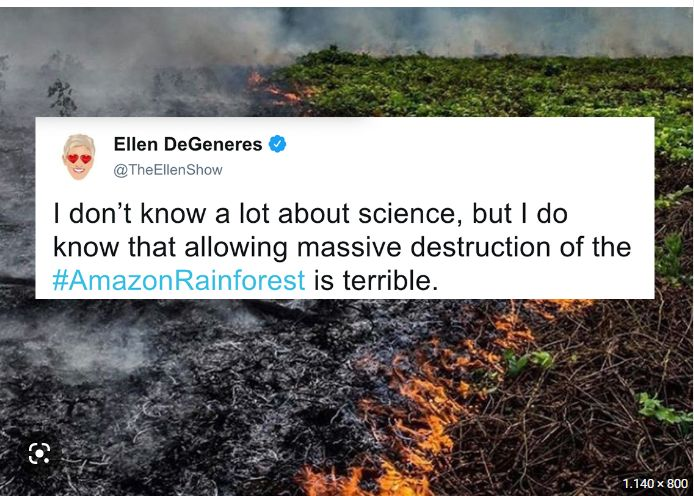 Ellen DeGeneres
@TheEllenShow
I don’t know a lot about science, but I do
know that allowing massive destruction of the
#AmazonRainforest is terrible.
1.140 × 800